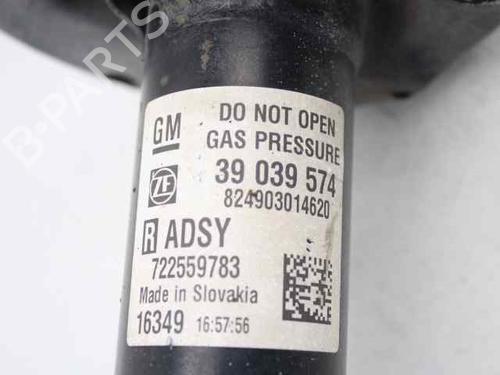 B-PARTS
GM
DO NOT OPEN
GAS PRESSURE
ZF
39 039 574
824903014620
R ADSY
722559783
Made in Slovakia
16349 16:57:56